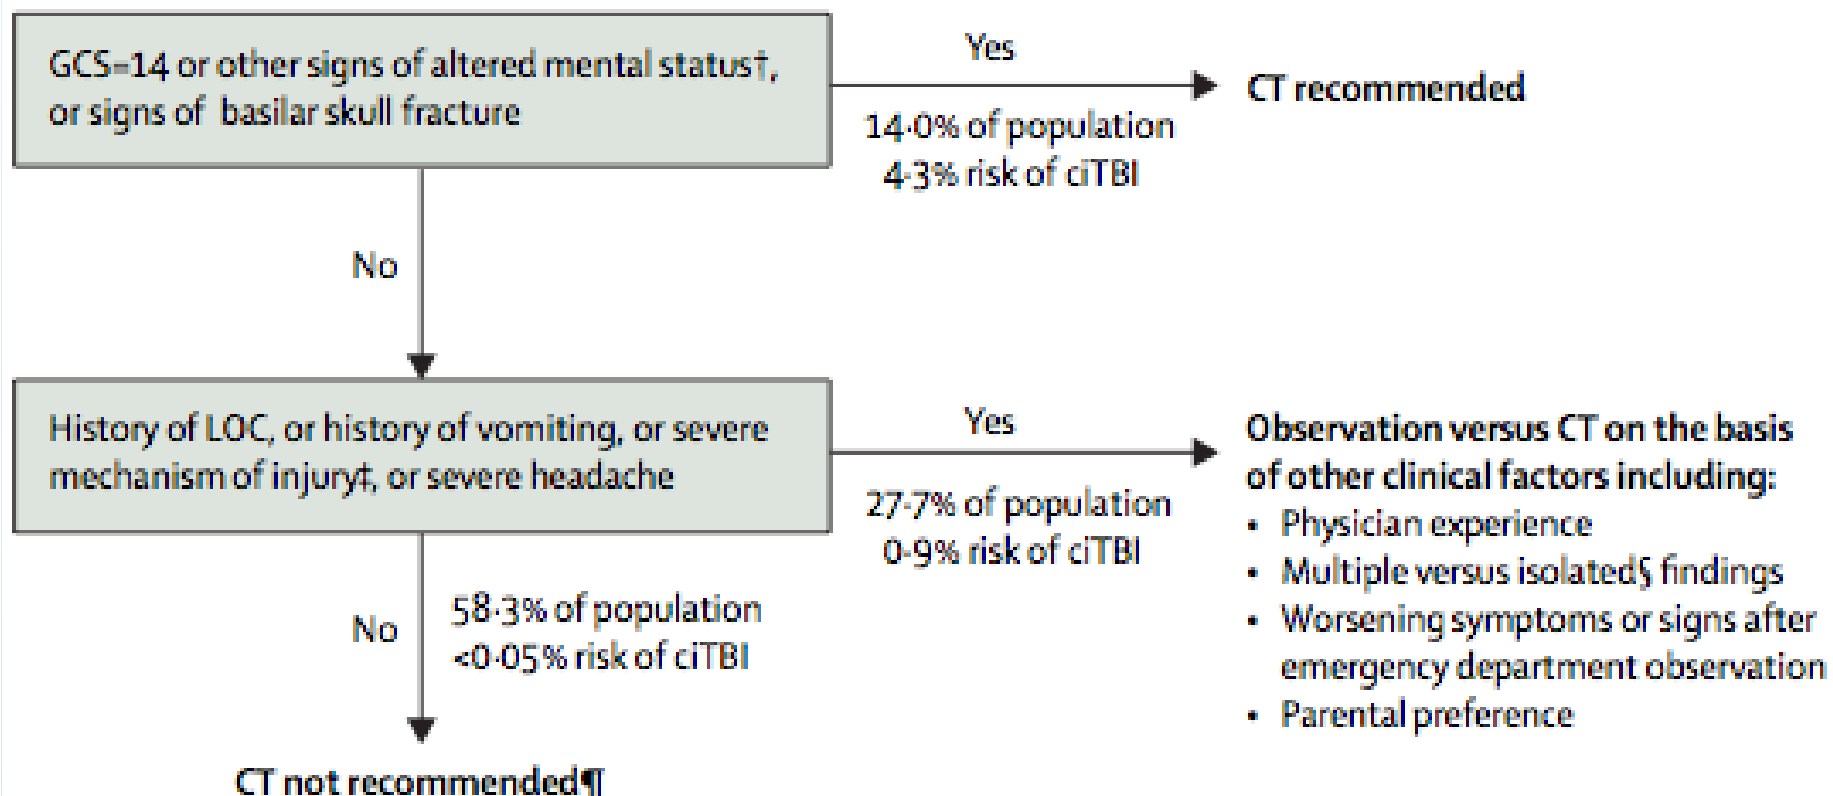 GCS=14 or other signs of altered mental status†,
or signs of basilar skull fracture
Yes
14·0% of population
4·3% risk of ciTBI
CT recommended
No
History of LOC, or history of vomiting, or severe
mechanism of injury‡, or severe headache
Yes
27·7% of population
0·9% risk of ciTBI
Observation versus CT on the basis
of other clinical factors including:
• Physician experience
• Multiple versus isolated§ findings
• Worsening symptoms or signs after
emergency department observation
• Parental preference
No
58·3% of population
<0·05% risk of ciTBI
CT not recommended¶